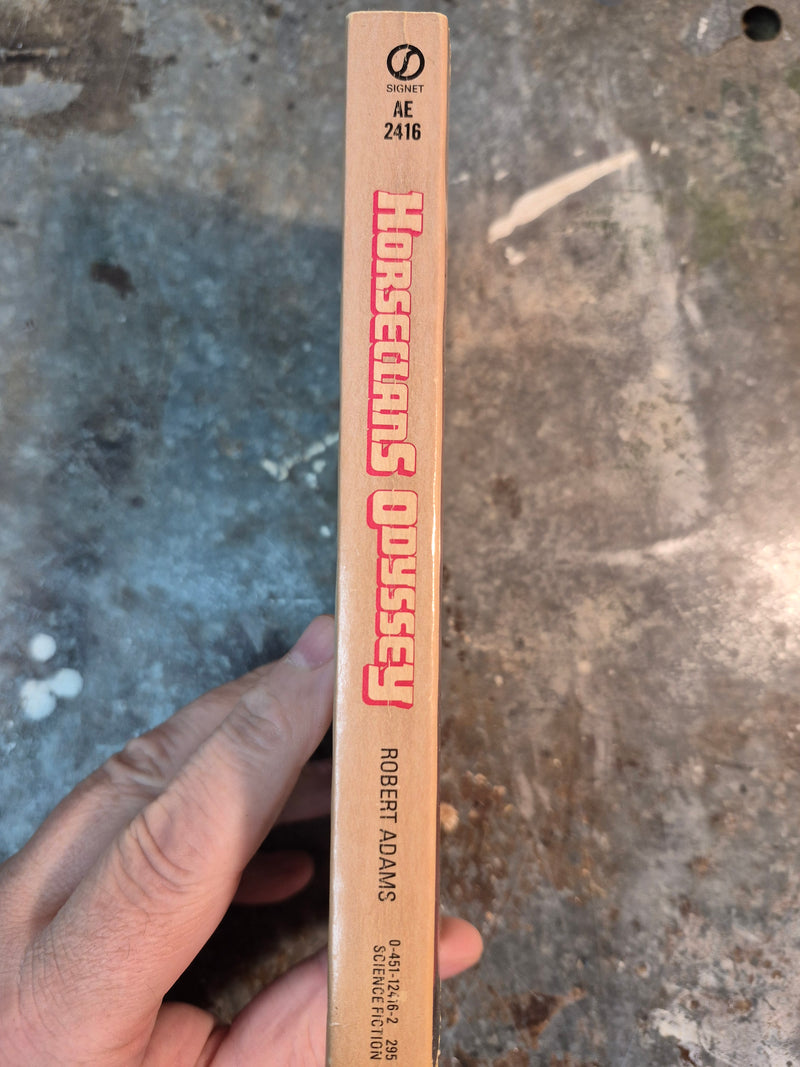 SIGNET
AE
2416
HORSECLANS ODYSSEY
ROBERT ADAMS
0-451-12416-2 295
SCIENCE FICTION